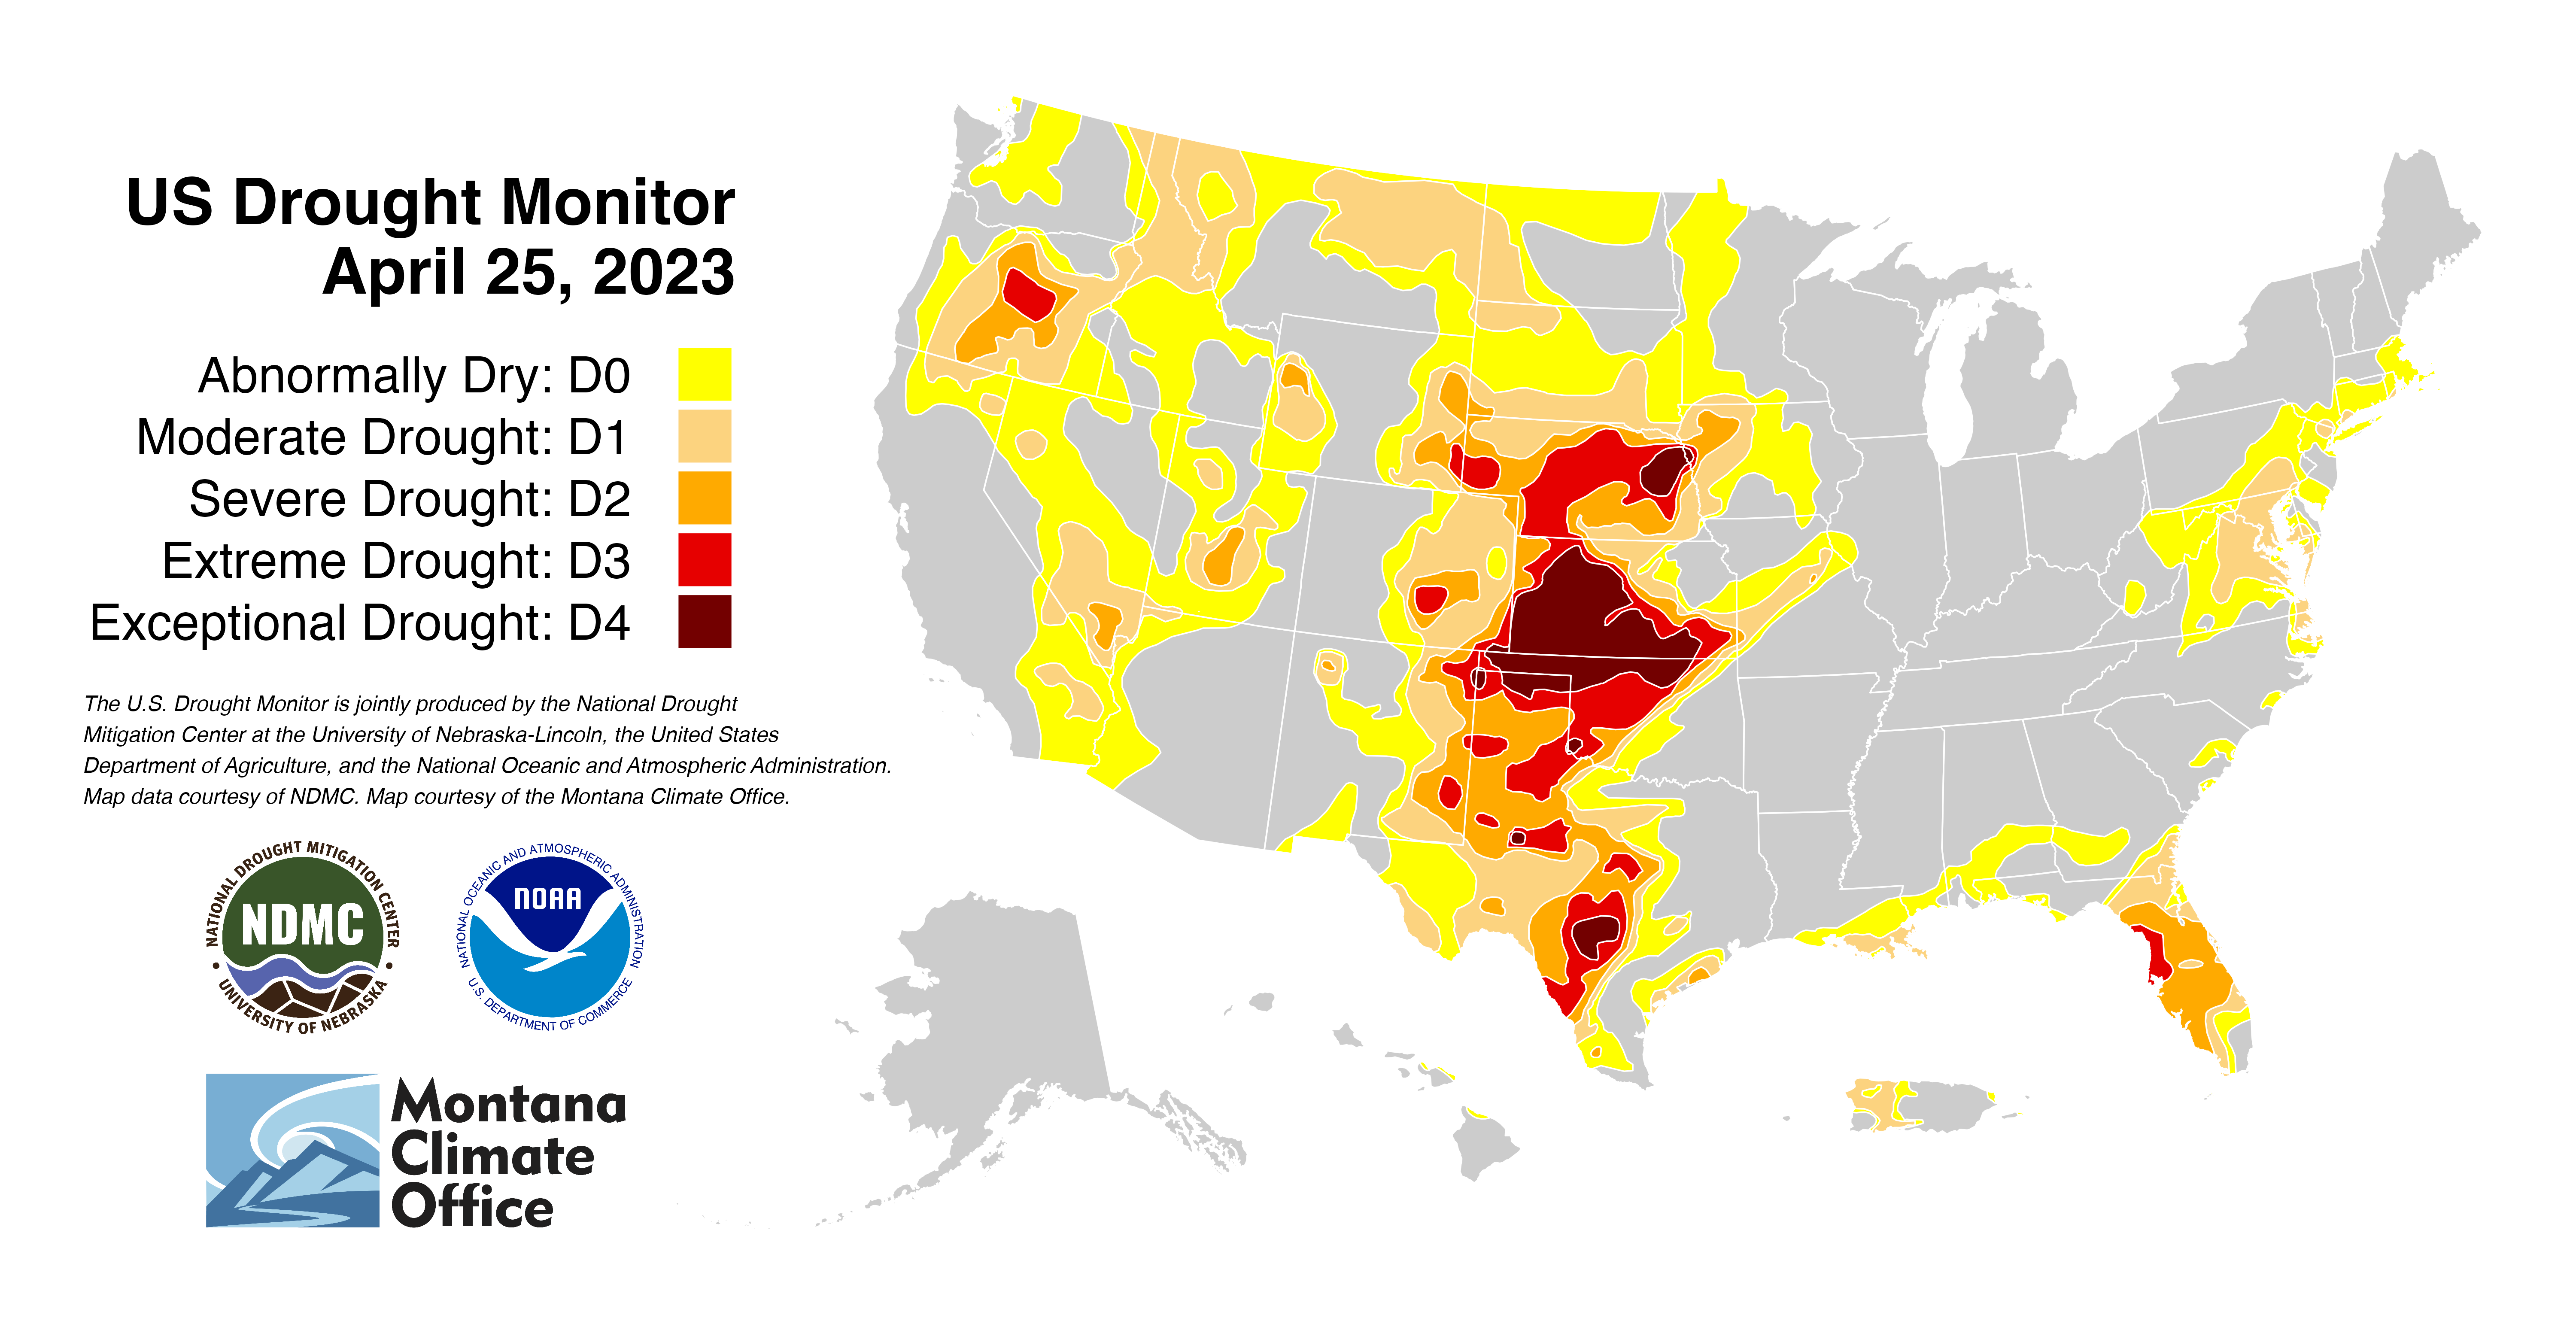 US Drought Monitor
April 25, 2023
Abnormally Dry: D0
Moderate Drought: D1
Severe Drought: D2
Extreme Drought: D3
Exceptional Drought: D4
The U.S. Drought Monitor is jointly produced by the National Drought
Mitigation Center at the University of Nebraska-Lincoln, the United States
Department of Agriculture, and the National Oceanic and Atmospheric Administration.
Map data courtesy of NDMC. Map courtesy of the Montana Climate Office.
NATIONAL DROUGHT MITIGATION CENTER
NDMC
• UNIVERSITY OF NEBRASKA •
NATIONAL OCEANIC AND ATMOSPHERIC ADMINISTRATION
NOAA
U.S. DEPARTMENT OF COMMERCE
Montana
Climate
Office